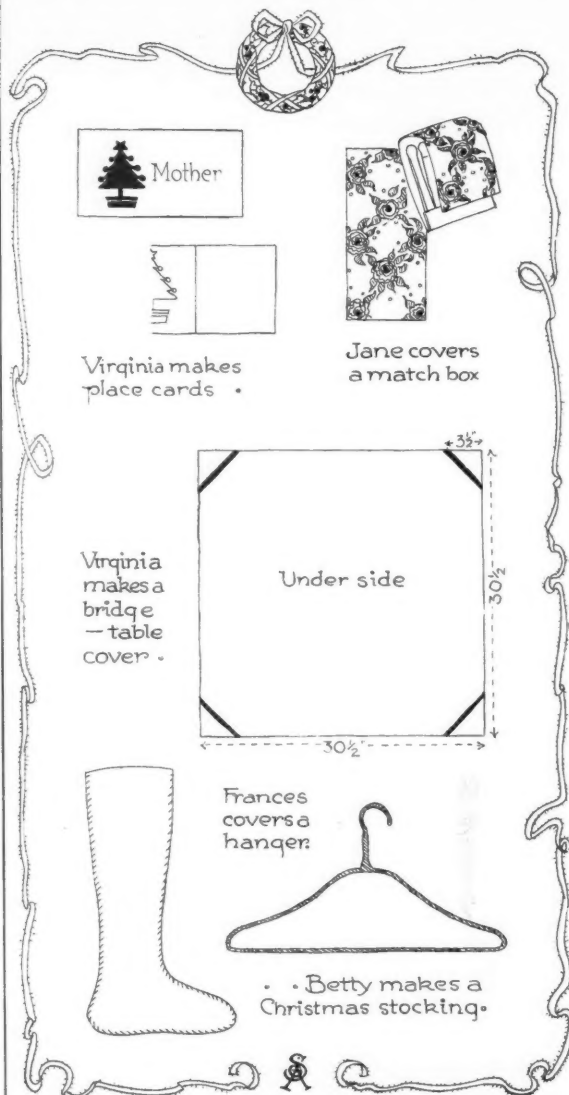 Mother
Virginia makes
place cards .
Jane covers
a match box
3½"
Virginia
makes a
bridge
— table
cover .
Under side
30½
30½"
Frances
covers a
hanger.
. . Betty makes a
Christmas stocking.